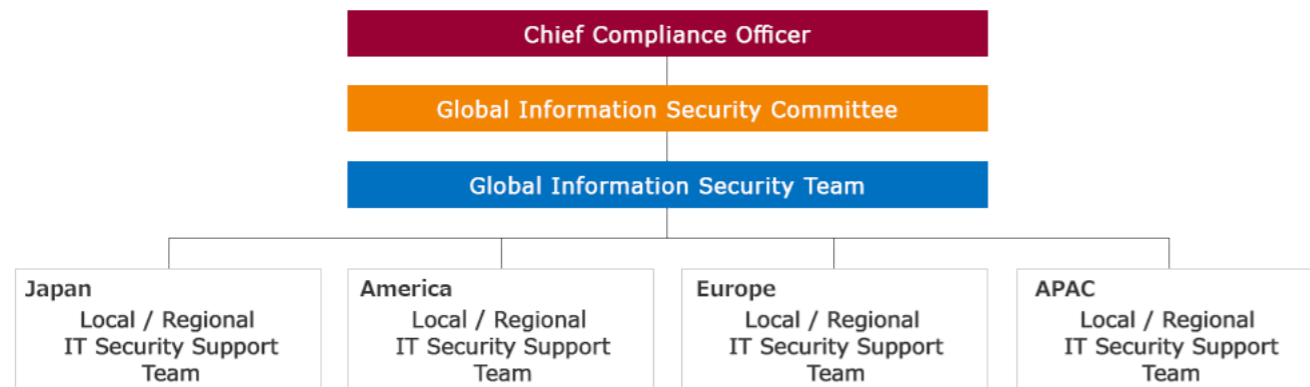 Chief Compliance Officer
Global Information Security Committee
Global Information Security Team
Japan
Local / Regional
IT Security Support
Team
America
Local / Regional
IT Security Support
Team
Europe
Local / Regional
IT Security Support
Team
APAC
Local / Regional
IT Security Support
Team